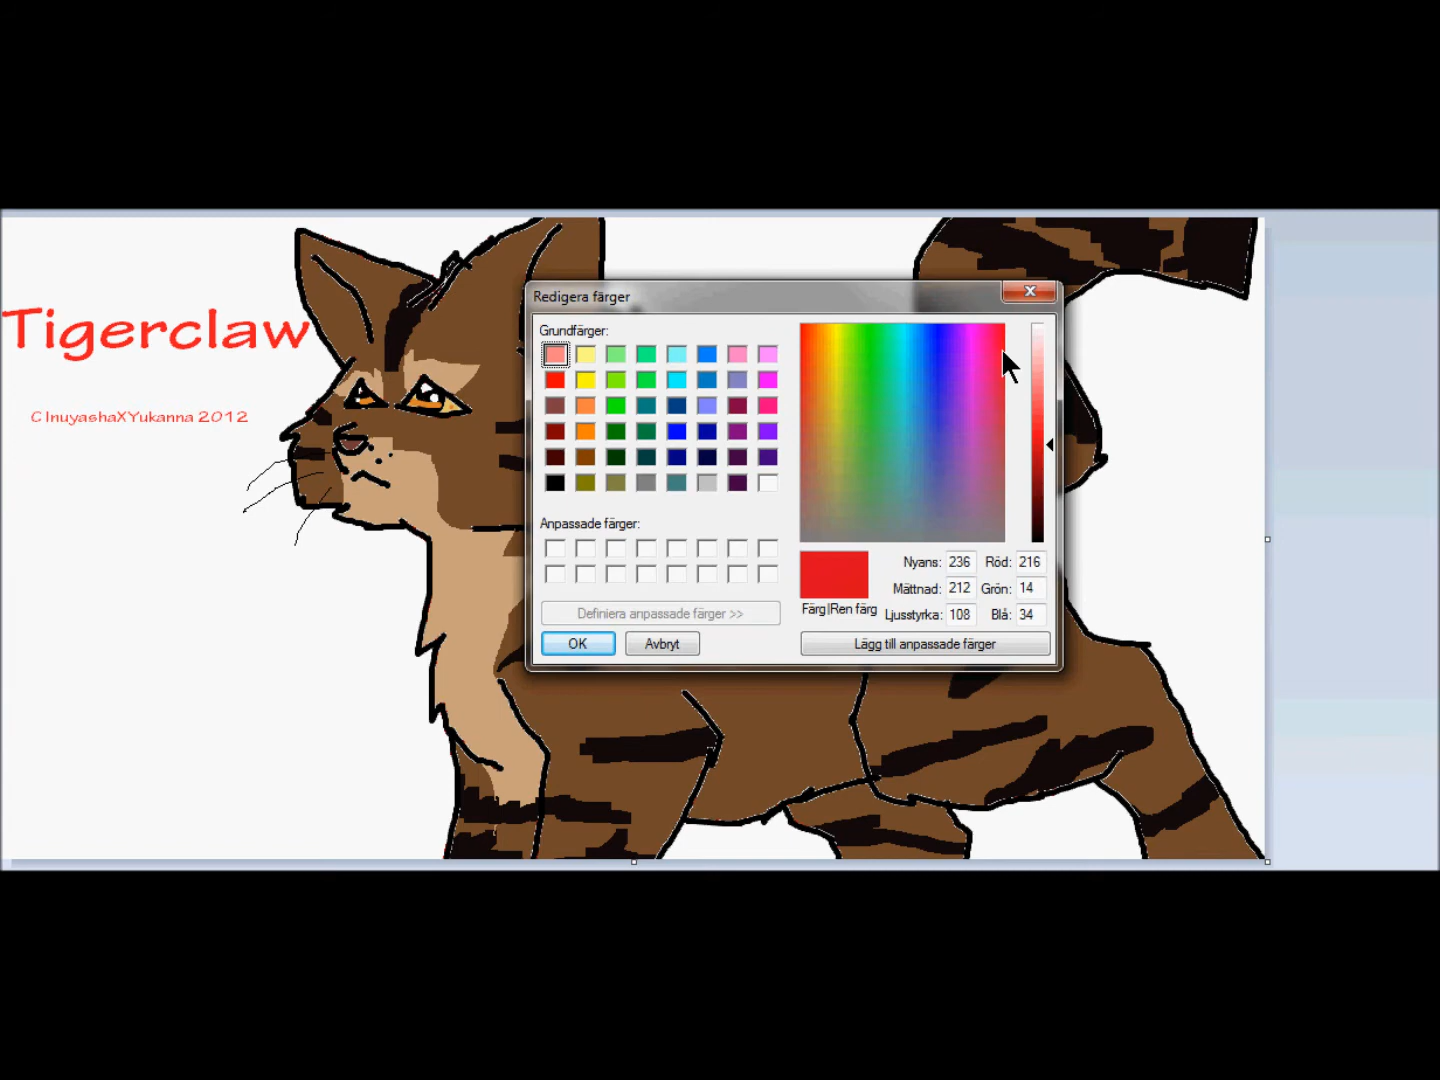 Tigerclaw
C InuyashaXYukanna 2012
Redigera färger
Grundfärger:
Anpassade färger:
Definiera anpassade färger >>
OK
Avbryt
Färg|Ren färg
Nyans: 236
Röd: 216
Mättnad: 212
Grön: 14
Ljusstyrka: 108
Blå: 34
Lägg till anpassade färger